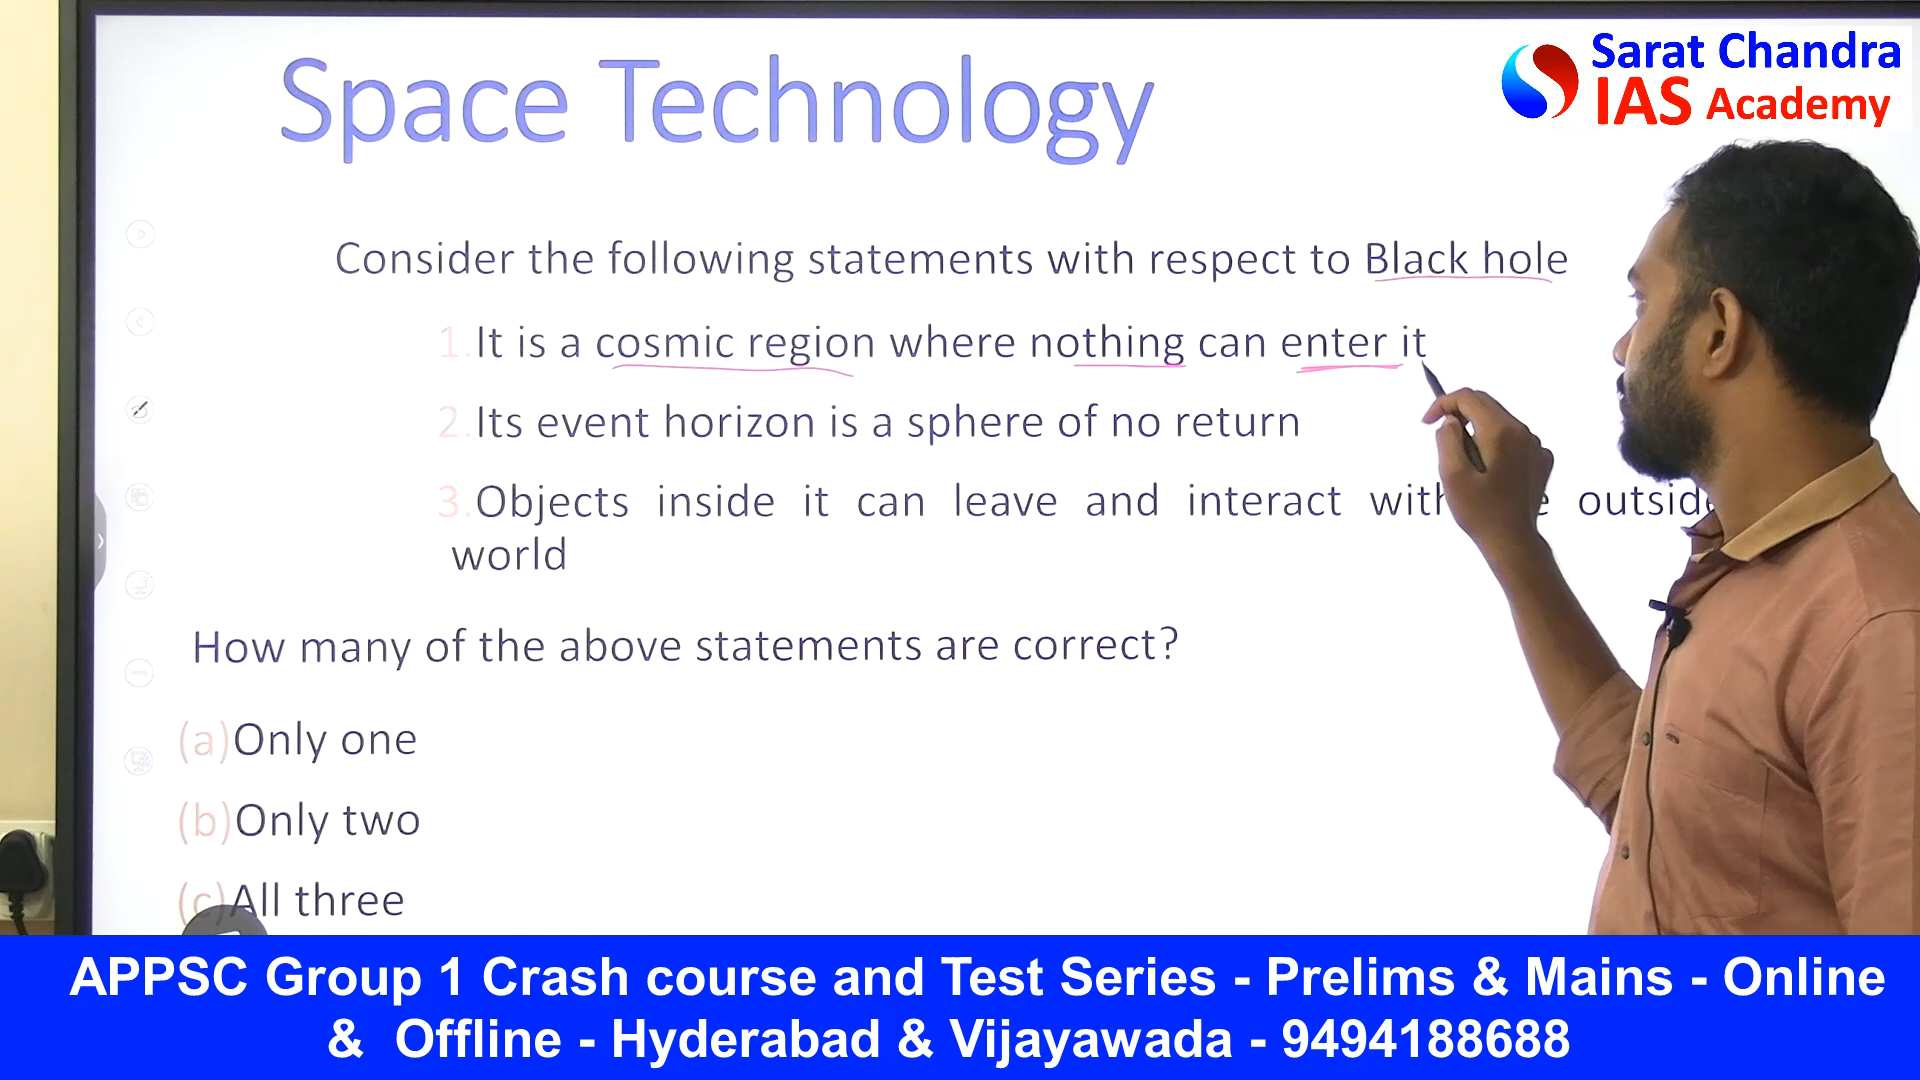 Space Technology
Sarat Chandra
IAS Academy
Consider the following statements with respect to Black hole
1.It is a cosmic region where nothing can enter it
2.Its event horizon is a sphere of no return
3.Objects inside it can leave and interact with outside
world
How many of the above statements are correct?
(a)Only one
(b)Only two
(c)All three
APPSC Group 1 Crash course and Test Series - Prelims & Mains - Online
& Offline - Hyderabad & Vijayawada - 9494188688